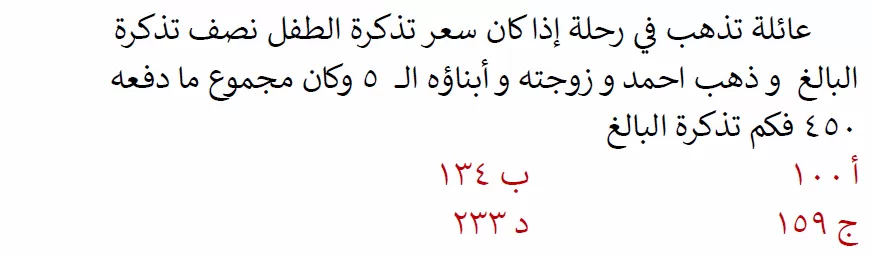 عائلة تذهب في رحلة إذا كان سعر تذكرة الطفل نصف تذكرة
البالغ و ذهب احمد و زوجته و أبناؤه الـ ٥ وكان مجموع ما دفعه
٤٥٠ فكم تذكرة البالغ
أ ١٠٠ ب ١٣٤
ج ١٥٩ د ٢٣٣